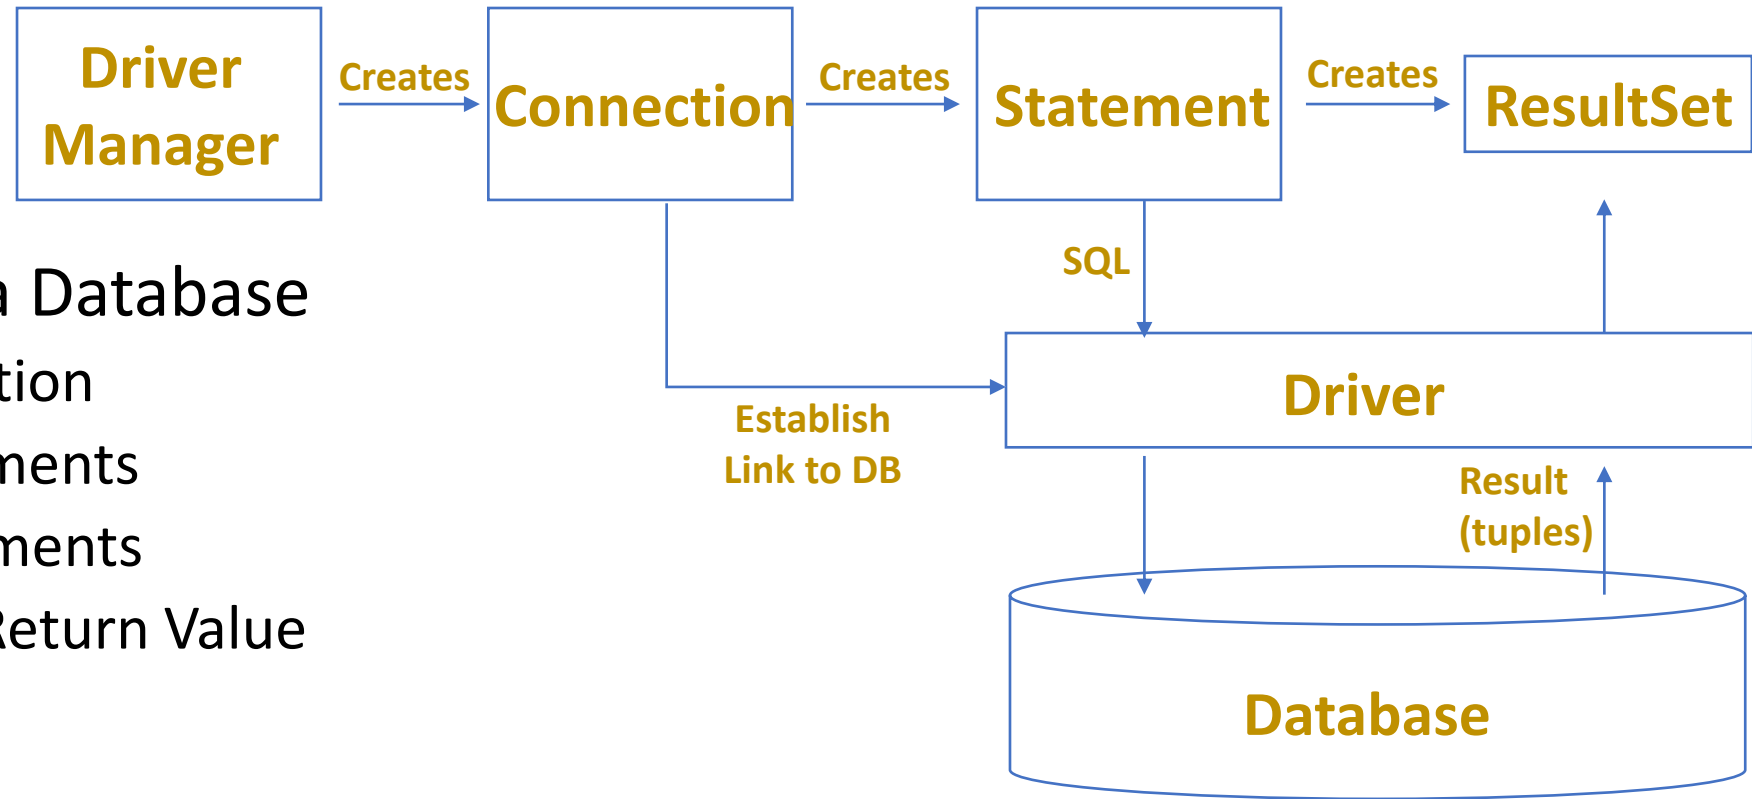 Driver
Manager
Creates
Connection
Creates
Statement
Creates
ResultSet
SQL
a Database
tion
ments
ments
Return Value
Establish
Link to DB
Driver
Result
(tuples)
Database